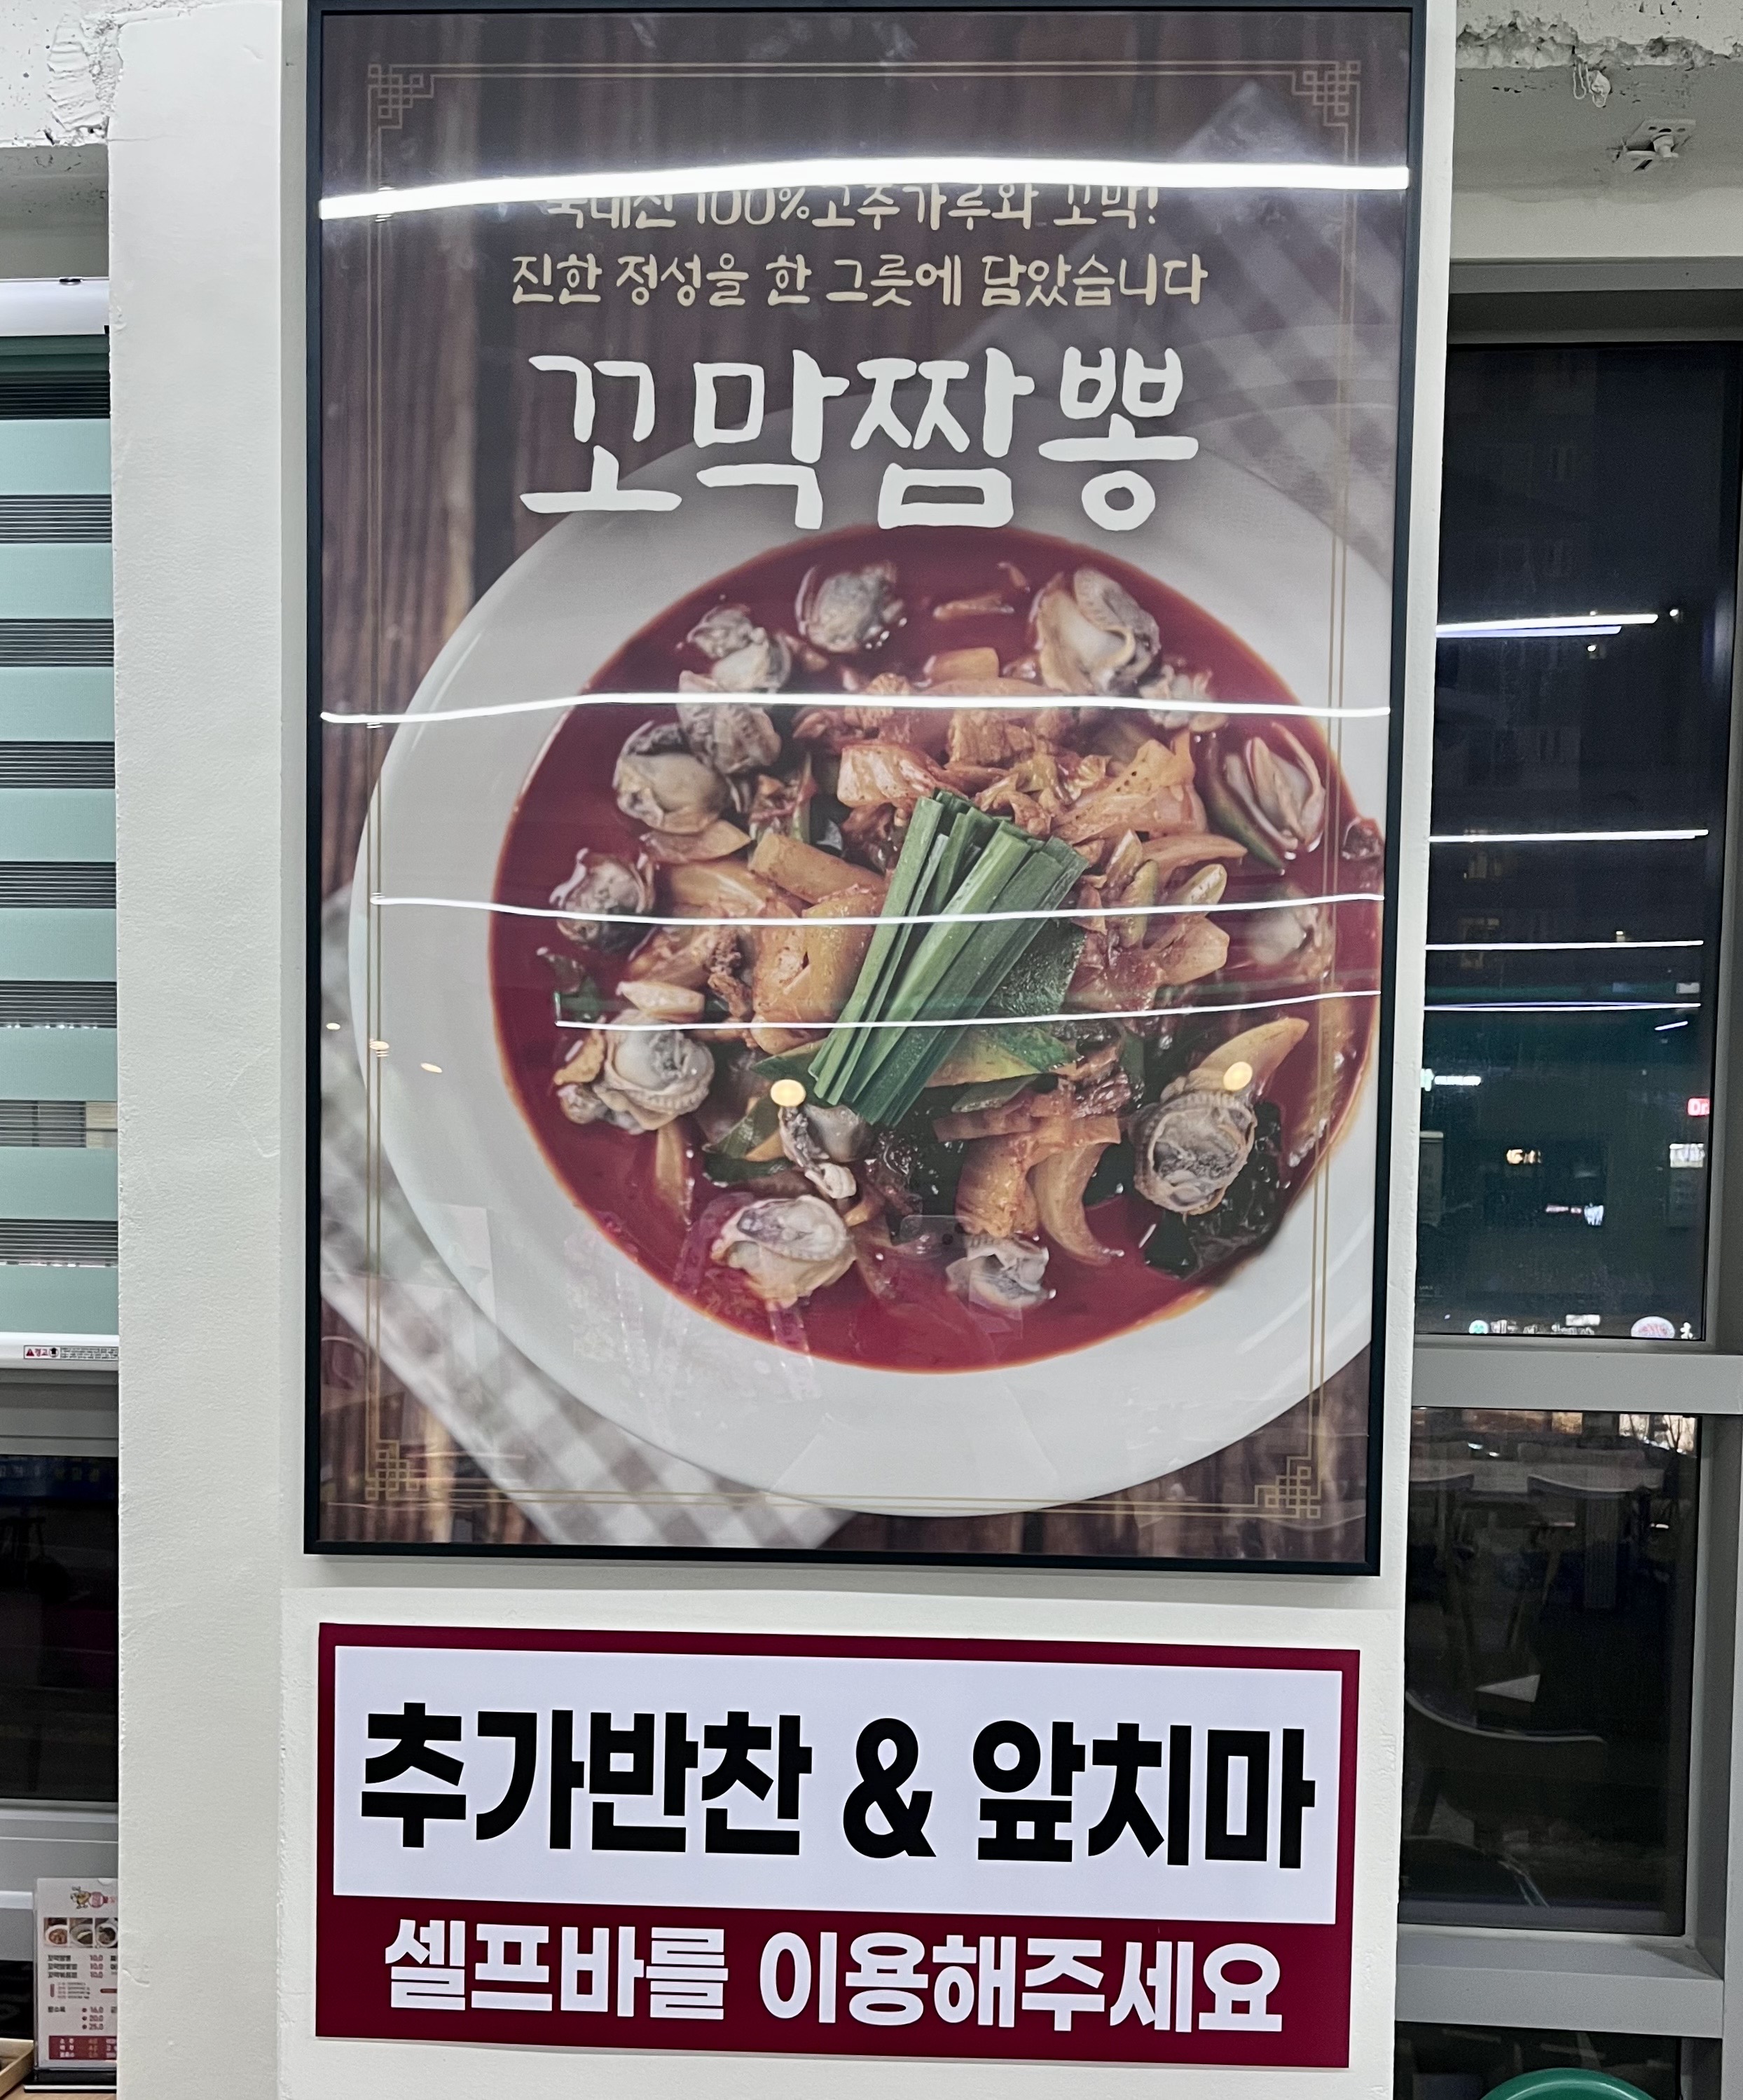 국내산 100% 고추가루와 꼬막!
진한 정성을 한 그릇에 담았습니다
꼬막짬뽕
추가반찬 & 앞치마
셀프바를 이용해주세요
경고